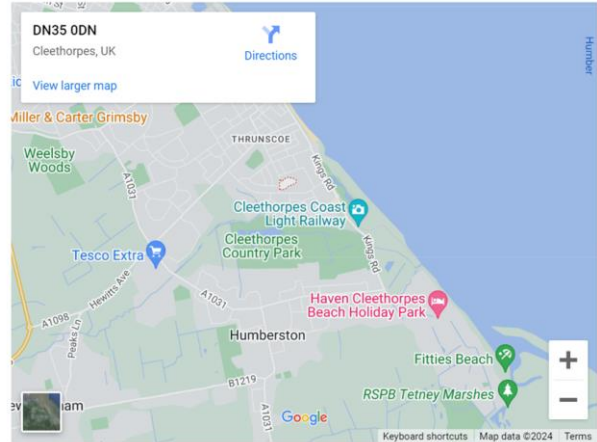 DN35 0DN
Cleethorpes, UK
Directions
View larger map
Humber
Miller & Carter Grimsby
THRUNSCOE
Weelsby
Woods
Kings Rd
A1031
Cleethorpes Coast
Light Railway
Cleethorpes
Country Park
Tesco Extra
Kings Rd
Hewitts Ave
A1031
Haven Cleethorpes
Beach Holiday Park
A1098
Peaks Ln
Humberston
Fitties Beach
B1219
RSPB Tetney Marshes
A1031
Google
Keyboard shortcuts
Map data ©2024
Terms